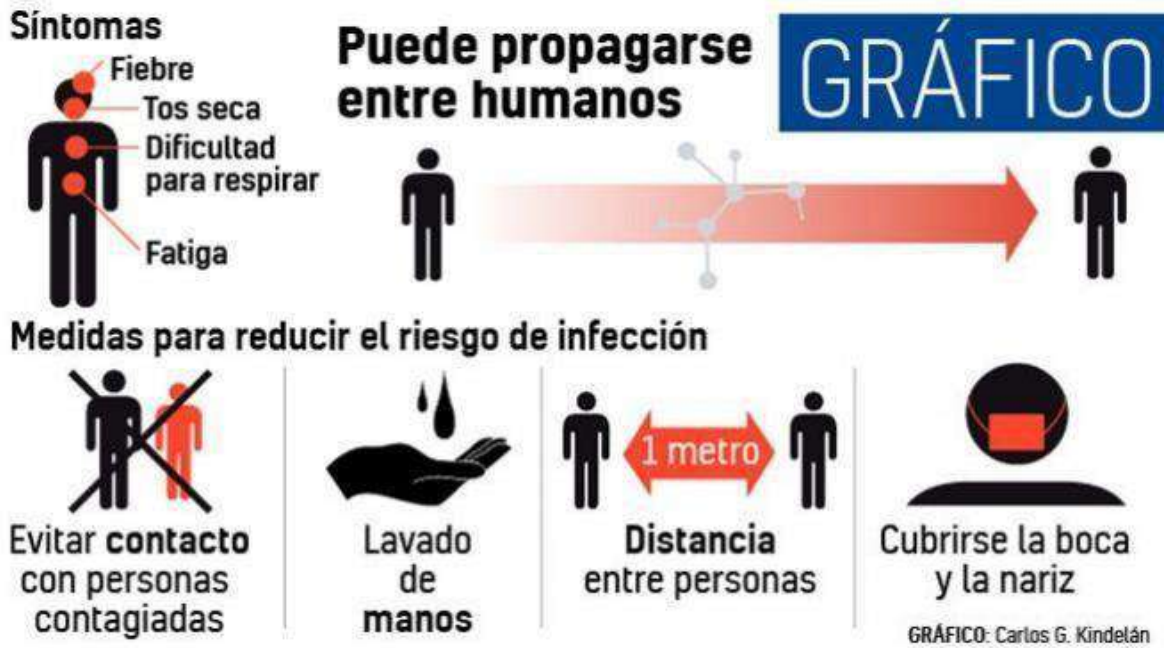 Síntomas
Fiebre
Tos seca
Dificultad
para respirar
Fatiga
Puede propagarse
entre humanos
GRÁFICO
Medidas para reducir el riesgo de infección
Evitar contacto
con personas
contagiadas
Lavado
de
manos
1 metro
Distancia
entre personas
Cubrirse la boca
y la nariz
GRÁFICO: Carlos G. Kindelán